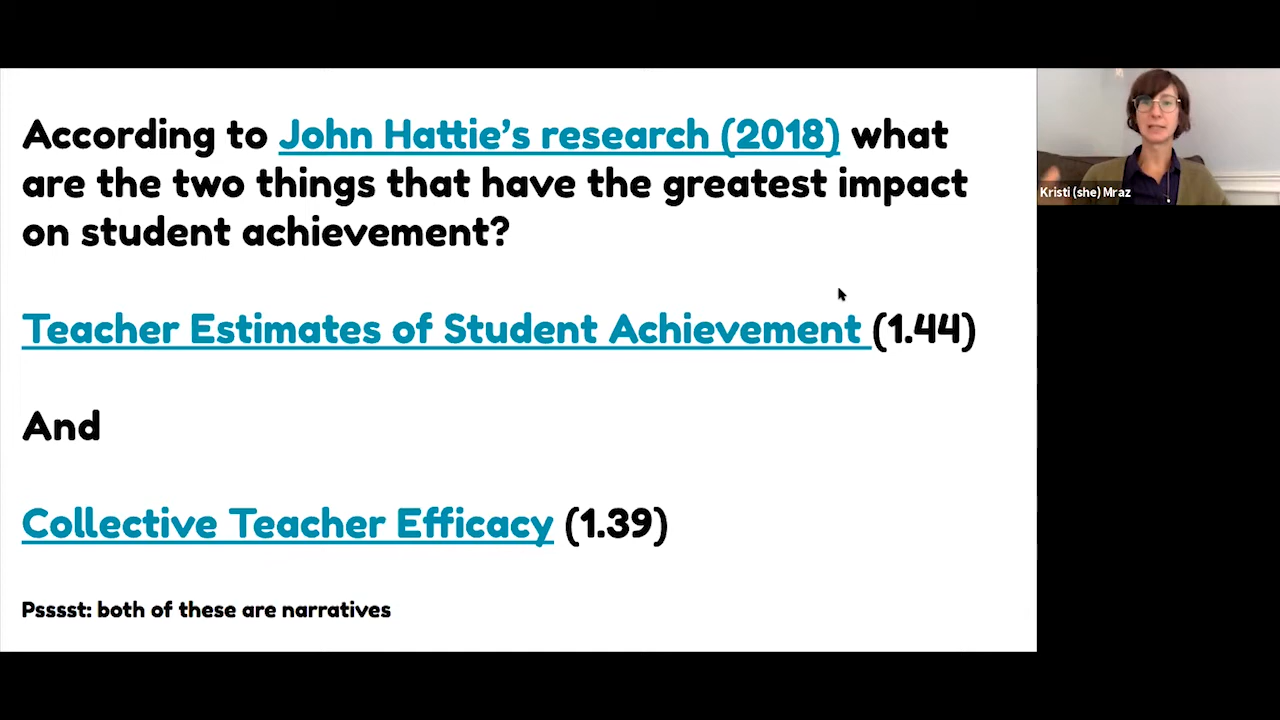 According to John Hattie’s research (2018) what
are the two things that have the greatest impact
on student achievement?
Teacher Estimates of Student Achievement (1.44)
And
Collective Teacher Efficacy (1.39)
Psssst: both of these are narratives
Kristi (she) Mraz